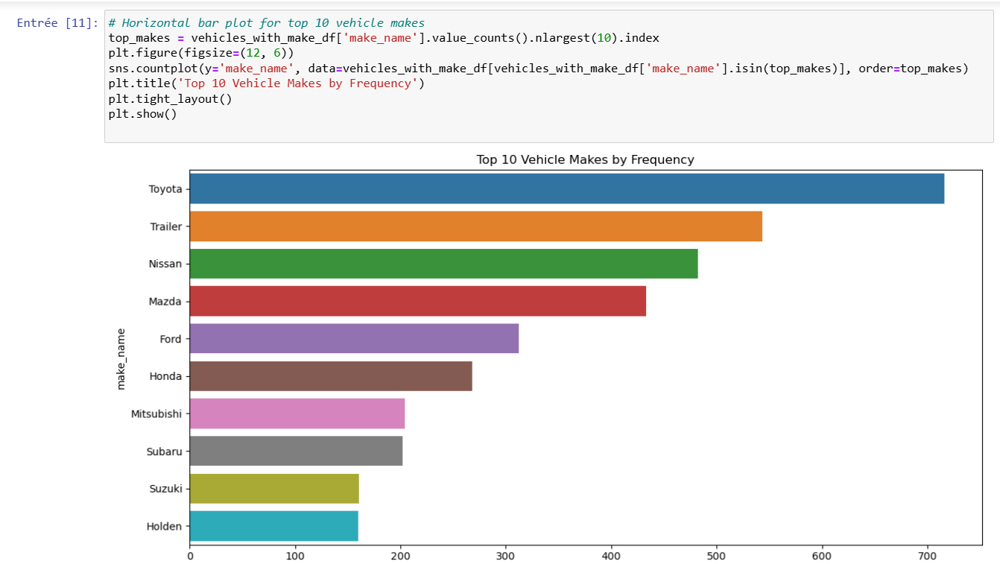 Entrée [11]: # Horizontal bar plot for top 10 vehicle makes
top_makes = vehicles_with_make_df['make_name'].value_counts().nlargest(10).index
plt.figure(figsize=(12, 6))
sns.countplot(y='make_name', data=vehicles_with_make_df[vehicles_with_make_df['make_name'].isin(top_makes)], order=top_makes)
plt.title('Top 10 Vehicle Makes by Frequency')
plt.tight_layout()
plt.show()
Top 10 Vehicle Makes by Frequency
make_name
Toyota
Trailer
Nissan
Mazda
Ford
Honda
Mitsubishi
Subaru
Suzuki
Holden
0 100 200 300 400 500 600 700